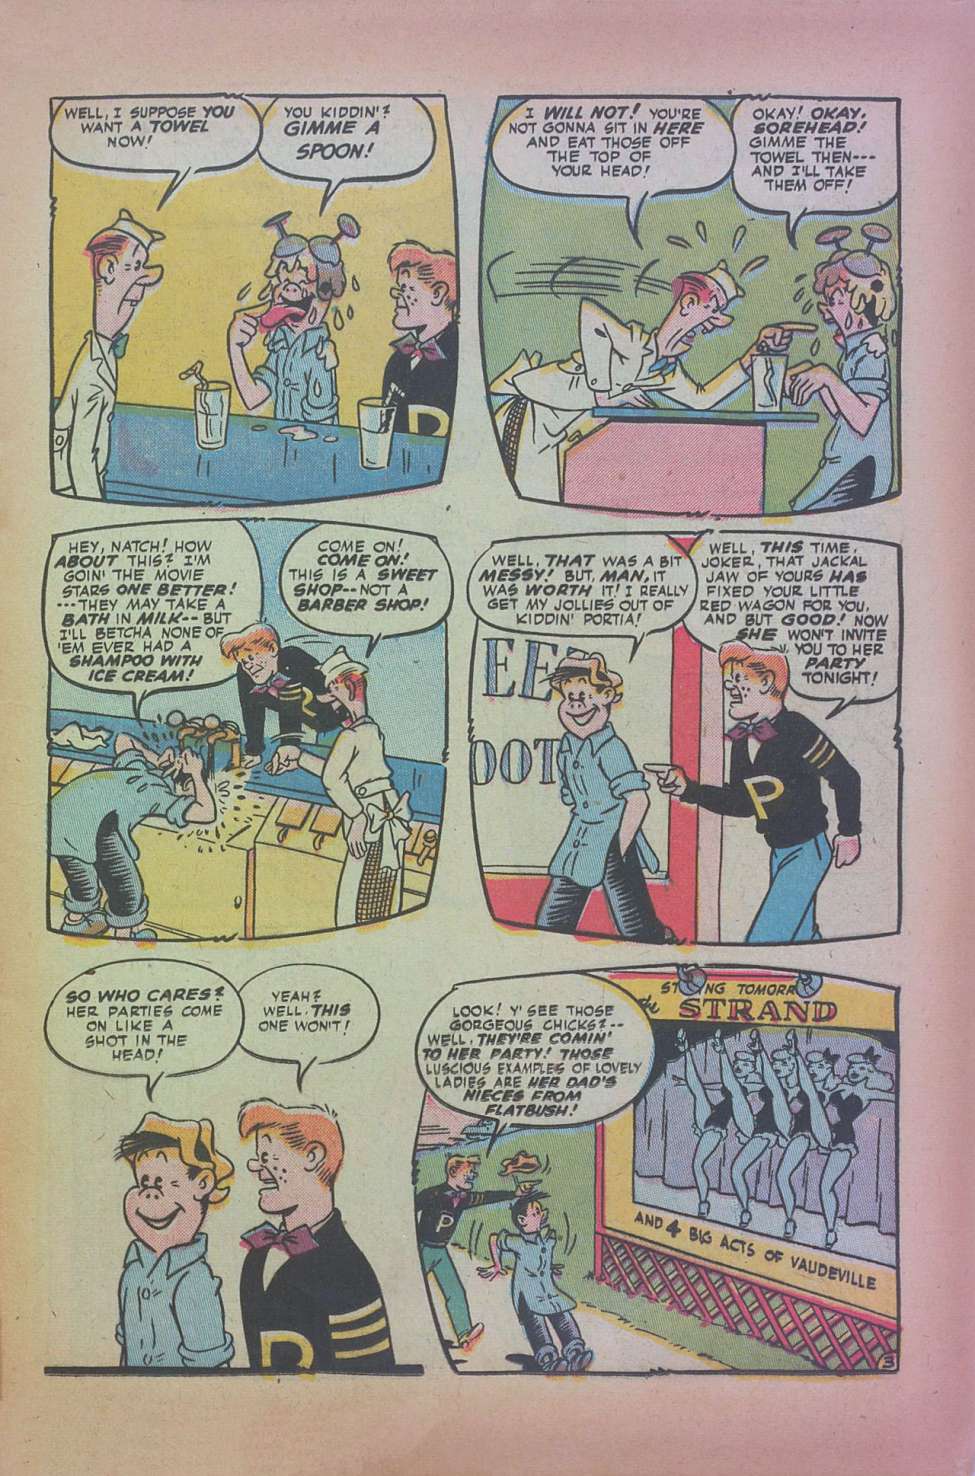 WELL, I SUPPOSE YOU
WANT A TOWEL
NOW!
YOU KIDDIN'?
GIMME A
SPOON!
I WILL NOT! YOU'RE
NOT GONNA SIT IN HERE
AND EAT THOSE OFF
THE TOP OF
YOUR HEAD!
OKAY! OKAY,
SOREHEAD!
GIMME THE
TOWEL THEN---
AND I'LL TAKE
THEM OFF!
HEY, NATCH! HOW
ABOUT THIS? I'M
GOIN' THE MOVIE
STARS ONE BETTER!
---THEY MAY TAKE A
BATH IN MILK-- BUT
I'LL BETCHA NONE OF
'EM EVER HAD A
SHAMPOO WITH
ICE CREAM!
COME ON!
COME ON!
THIS IS A SWEET
SHOP--NOT A
BARBER SHOP!
WELL, THAT WAS A BIT
MESSY! BUT, MAN, IT
WAS WORTH IT! I REALLY
GET MY JOLLIES OUT OF
KIDDIN' PORTIA!
WELL, THIS TIME,
JOKER, THAT JACKAL
JAW OF YOURS HAS
FIXED YOUR LITTLE
RED WAGON FOR YOU,
AND BUT GOOD! NOW
SHE WON'T INVITE
YOU TO HER
PARTY
TONIGHT!
EET
OOT
P
SO WHO CARES?
HER PARTIES COME
ON LIKE A
SHOT IN THE
HEAD!
YEAH?
WELL, THIS
ONE WON'T!
LOOK! Y' SEE THOSE
GORGEOUS CHICKS?--
WELL, THEY'RE COMIN'
TO HER PARTY! THOSE
LUSCIOUS EXAMPLES OF LOVELY
LADIES ARE HER DAD'S
NIECES FROM
FLATBUSH!
P
ST NG TOMORR
the STRAND
AND 4 BIG ACTS OF VAUDEVILLE
3